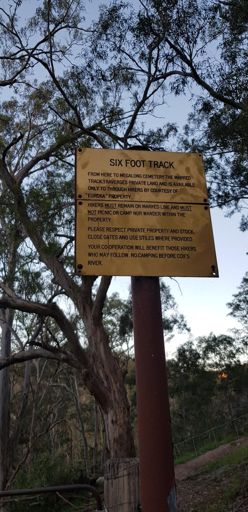 SIX FOOT TRACK
FROM HERE TO MEGALONG CEMETERY THE MARKED
TRACK TRAVERSES PRIVATE LAND AND IS AVAILABLE
ONLY TO THROUGH HIKERS BY COURTESY OF
"EUROKA" PROPERTY.
HIKERS MUST REMAIN ON MARKED LINE AND MUST
NOT PICNIC OR CAMP NOR WANDER WITHIN THE
PROPERTY.
PLEASE RESPECT PRIVATE PROPERTY AND STOCK,
CLOSE GATES AND USE STILES WHERE PROVIDED.
YOUR CO-OPERATION WILL BENEFIT THOSE HIKERS
WHO MAY FOLLOW. NO CAMPING BEFORE COX'S
RIVER.